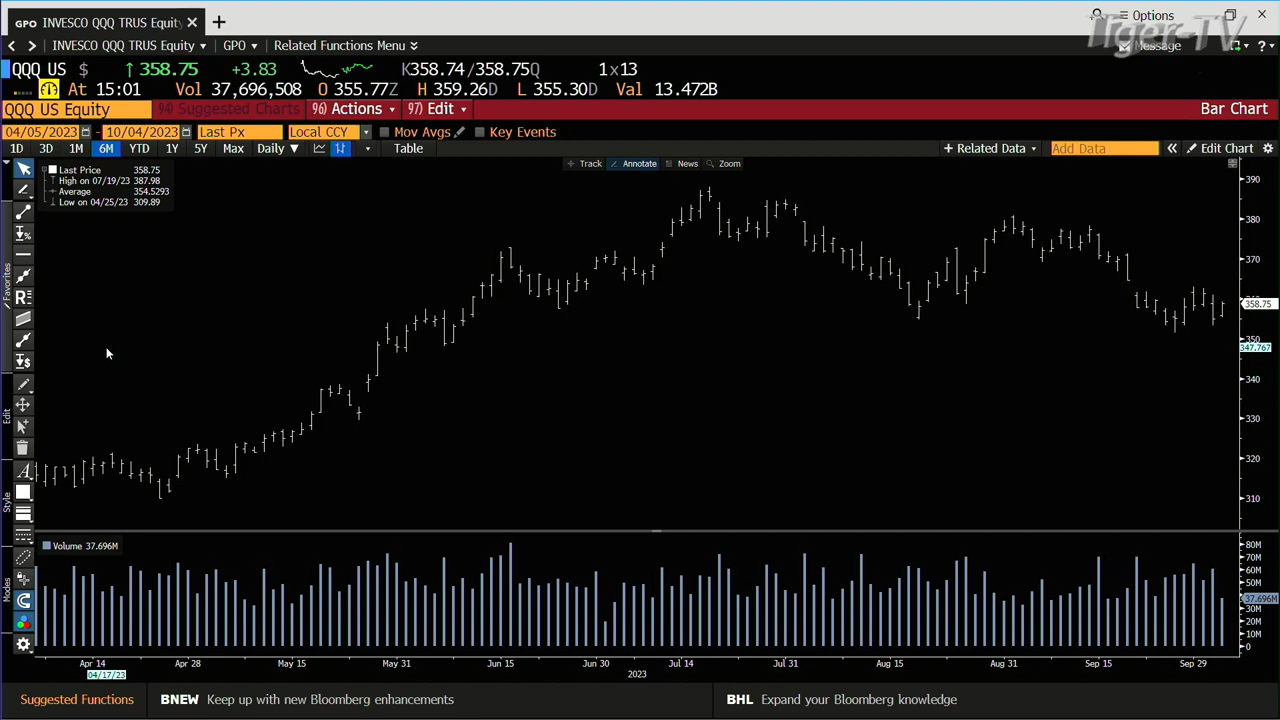 GPO INVESCO QQQ TRUS Equity × +
Options
Tiger-TV
INVESCO QQQ TRUS Equity GPO Related Functions Menu
Message
QQQ US $ ↑ 358.75 +3.83 K358.74/358.75Q 1x13
At 15:01 Vol 37,696,508 O 355.77Z H 359.26D L 355.30D Val 13.472B
QQQ US Equity 94) Suggested Charts 96) Actions 97) Edit Bar Chart
04/05/2023 - 10/04/2023 Last Px Local CCY Mov Avgs Key Events
1D 3D 1M 6M YTD 1Y 5Y Max Daily Table + Related Data Add Data Edit Chart
Track Annotate News Zoom
Last Price 358.75
High on 07/19/23 387.98
Average 354.5293
Low on 04/25/23 309.89
Favorites
Edit
Style
Modes
390
380
370
358.75
350
347.767
340
330
320
310
Volume 37.696M
80M
70M
60M
50M
37.696M
30M
20M
10M
0
Apr 14 Apr 28 May 15 May 31 Jun 15 Jun 30 Jul 14 Jul 31 Aug 15 Aug 31 Sep 15 Sep 29
04/17/23 2023
Suggested Functions BNEW Keep up with new Bloomberg enhancements BHL Expand your Bloomberg knowledge